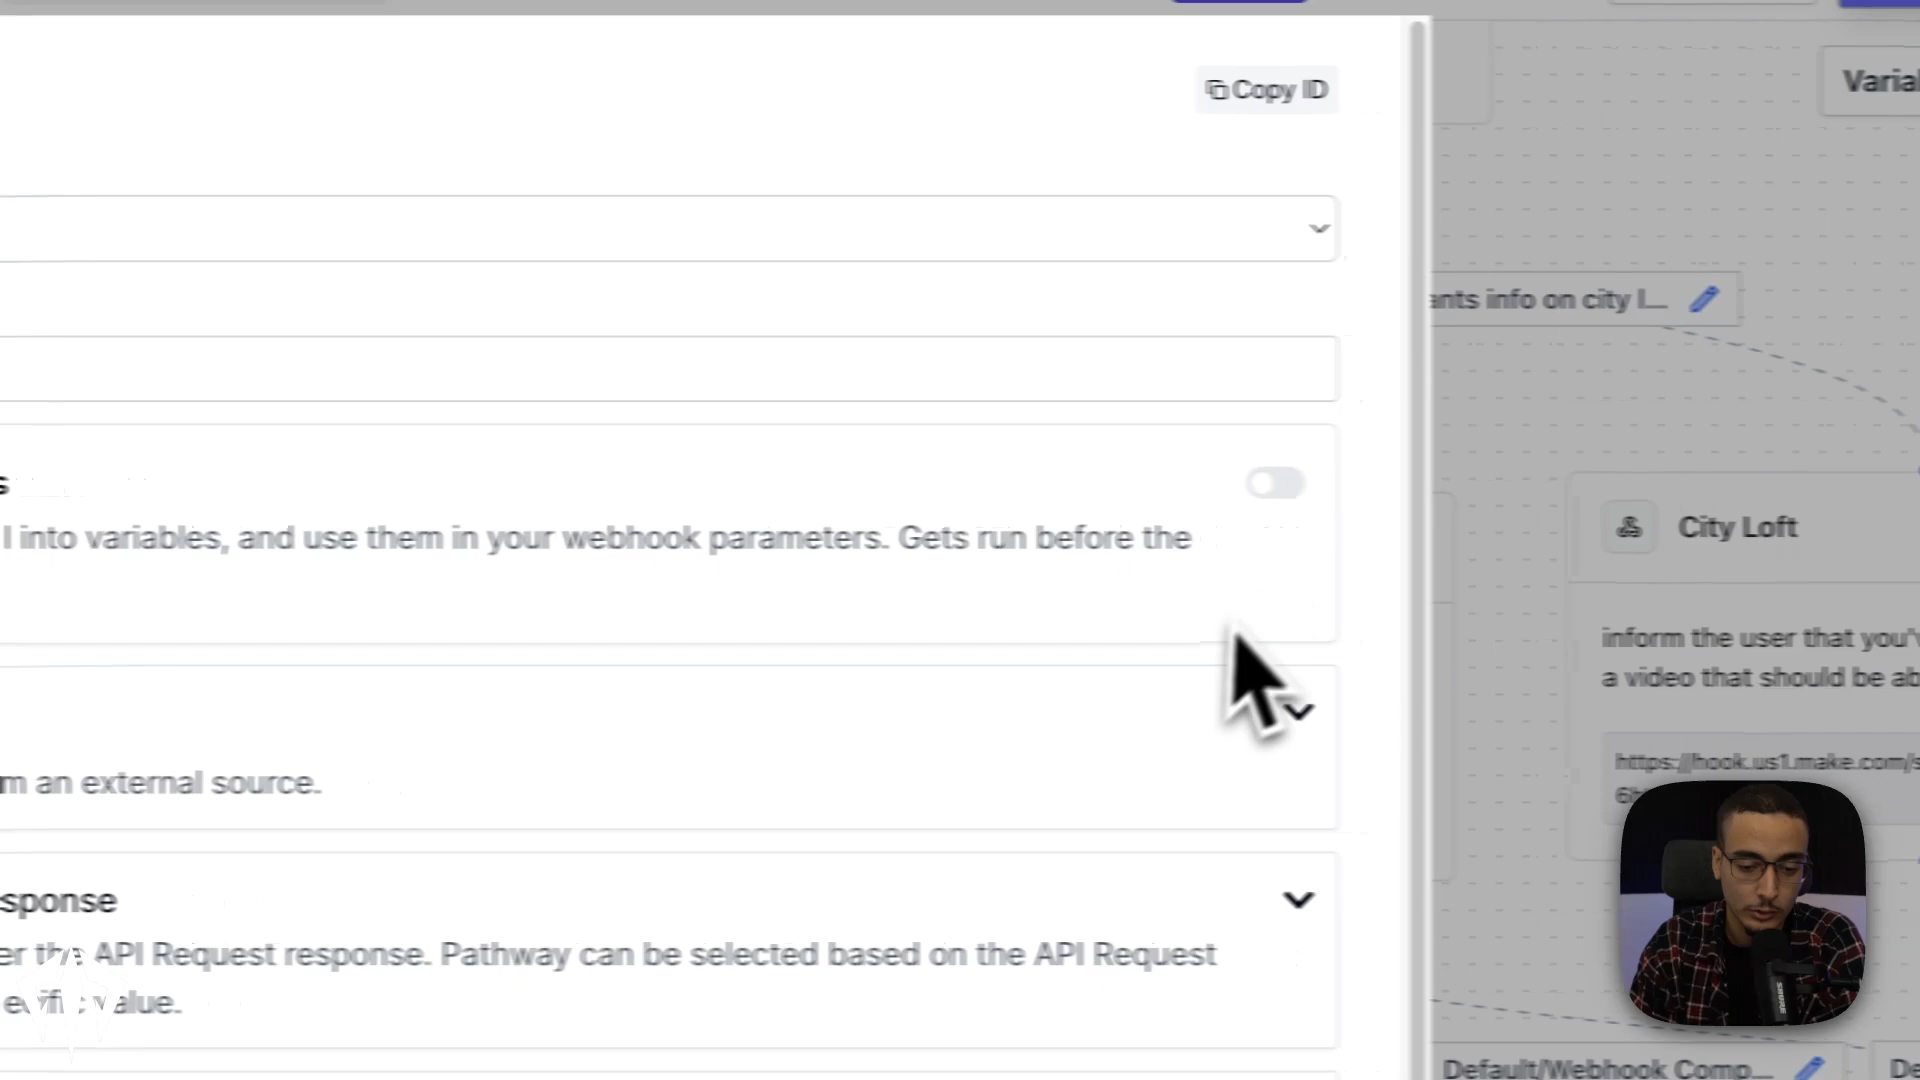 Copy ID
Varia
ants info on city l...
s
l into variables, and use them in your webhook parameters. Gets run before the
City Loft
inform the user that you'v
a video that should be ab
https://hook.us1.make.com/s
m an external source.
sponse
er the API Request response. Pathway can be selected based on the API Request
value.
Default/Webhook Comp...
De